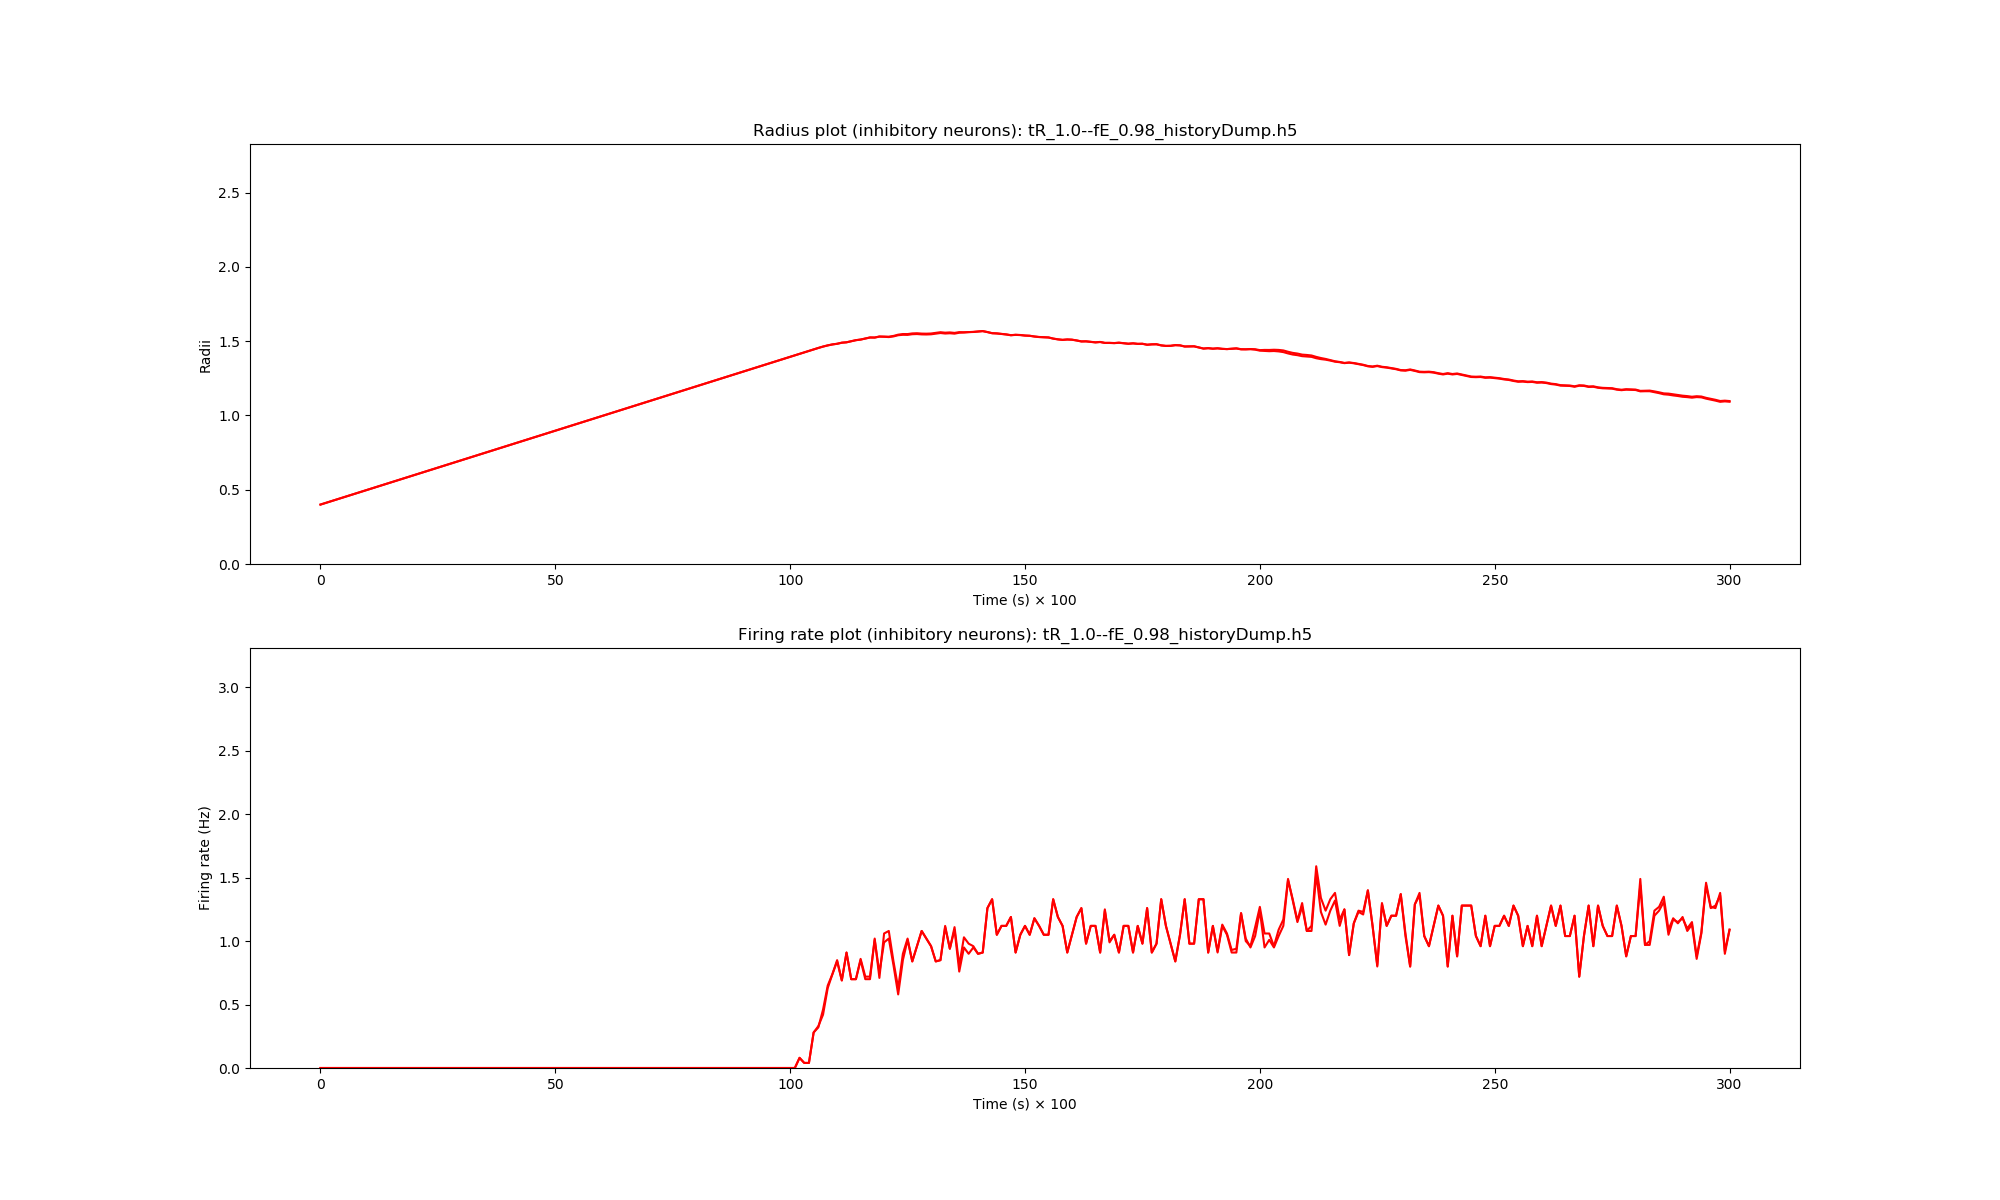 Radius plot (inhibitory neurons): tR_1.0--fE_0.98_historyDump.h5
Radii
2.5
2.0
1.5
1.0
0.5
0.0
0 50 100 150 200 250 300
Time (s) × 100
Firing rate plot (inhibitory neurons): tR_1.0--fE_0.98_historyDump.h5
Firing rate (Hz)
3.0
2.5
2.0
1.5
1.0
0.5
0.0
0 50 100 150 200 250 300
Time (s) × 100